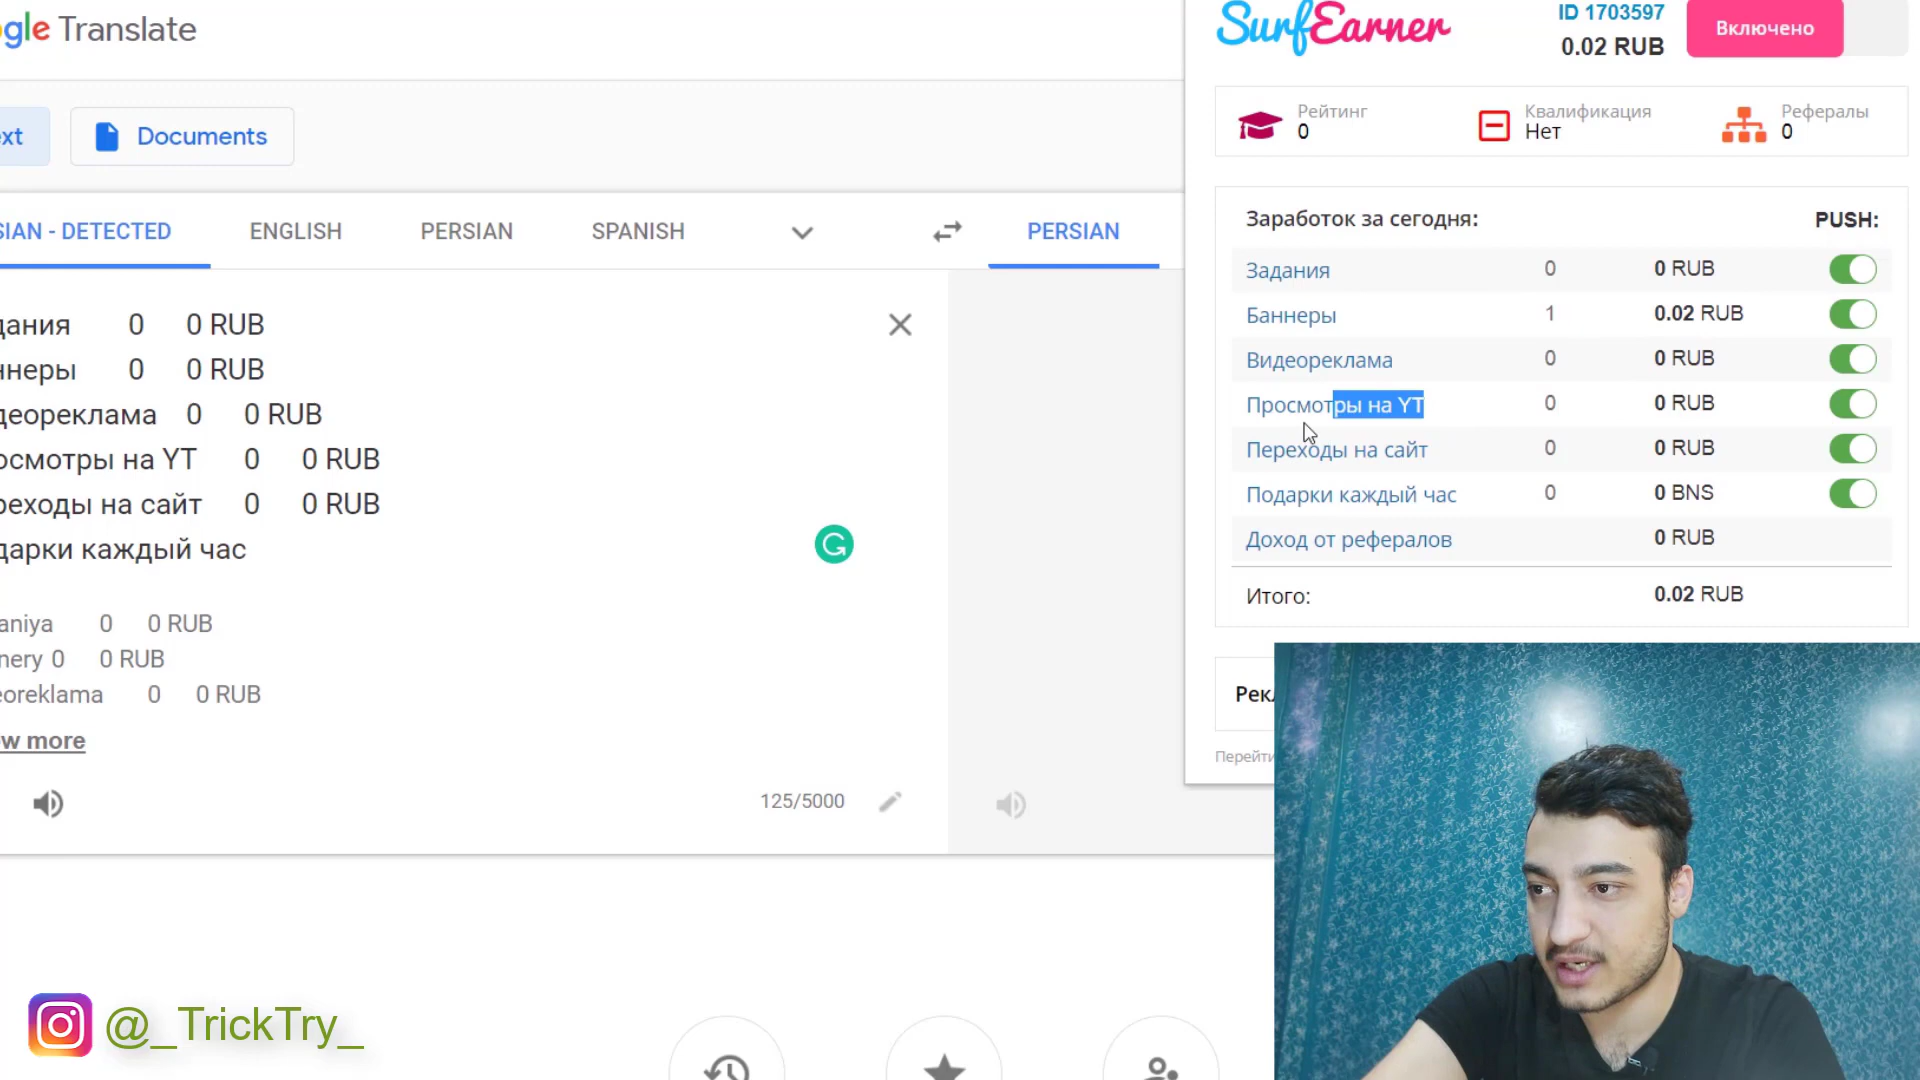 gle Translate
SurfEarner
ID 1703597
0.02 RUB
Включено
ext
Documents
Рейтинг
0
Квалификация
Нет
Рефералы
0
SIAN - DETECTED
ENGLISH
PERSIAN
SPANISH
PERSIAN
дания 0 0 RUB
ннеры 0 0 RUB
деореклама 0 0 RUB
осмотры на YT 0 0 RUB
реходы на сайт 0 0 RUB
дарки каждый час
aniya 0 0 RUB
nery 0 0 RUB
eoreklama 0 0 RUB
w more
125/5000
Заработок за сегодня: PUSH:
Задания 0 0 RUB
Баннеры 1 0.02 RUB
Видеореклама 0 0 RUB
Просмотры на YT 0 0 RUB
Переходы на сайт 0 0 RUB
Подарки каждый час 0 0 BNS
Доход от рефералов 0 RUB
Итого: 0.02 RUB
Рек
Перейти
@_TrickTry_